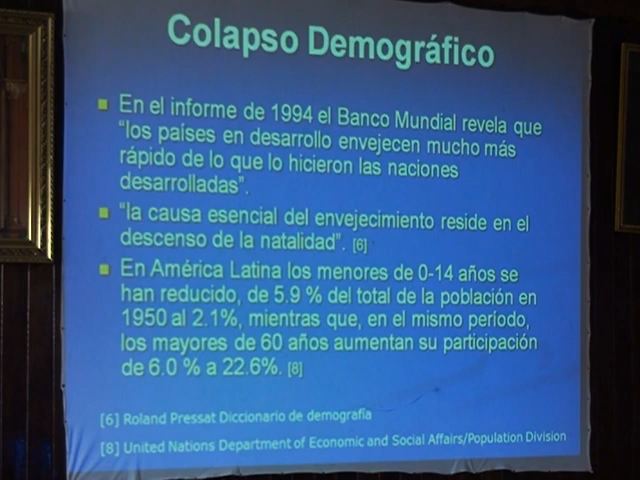 Colapso Demográfico
En el informe de 1994 el Banco Mundial revela que
“los países en desarrollo envejecen mucho más
rápido de lo que lo hicieron las naciones
desarrolladas”.
“la causa esencial del envejecimiento reside en el
descenso de la natalidad”. [6]
En América Latina los menores de 0-14 años se
han reducido, de 5.9 % del total de la población en
1950 al 2.1%, mientras que, en el mismo período,
los mayores de 60 años aumentan su participación
de 6.0 % a 22.6%. [8]
[6] Roland Pressat Diccionario de demografía
[8] United Nations Department of Economic and Social Affairs/Population Division